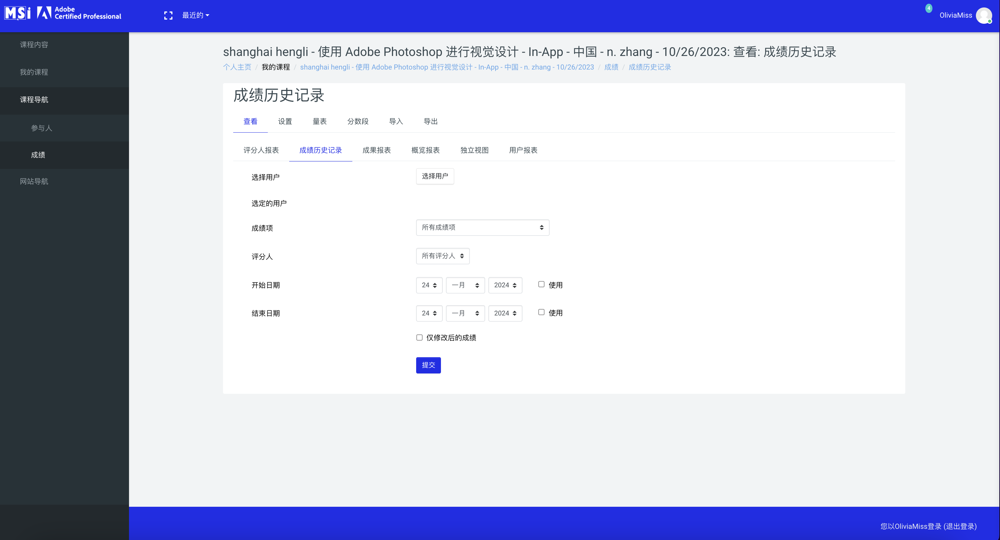 MSi Adobe Certified Professional
最近的
4
OliviaMiss
课程内容
我的课程
课程导航
参与人
成绩
网站导航
shanghai hengli - 使用 Adobe Photoshop 进行视觉设计 - In-App - 中国 - n. zhang - 10/26/2023: 查看: 成绩历史记录
个人主页 / 我的课程 / shanghai hengli - 使用 Adobe Photoshop 进行视觉设计 - In-App - 中国 - n. zhang - 10/26/2023 / 成绩 / 成绩历史记录
成绩历史记录
查看 设置 量表 分数段 导入 导出
评分人报表 成绩历史记录 成果报表 概览报表 独立视图 用户报表
选择用户 选择用户
选定的用户
成绩项 所有成绩项
评分人 所有评分人
开始日期 24 一月 2024 使用
结束日期 24 一月 2024 使用
仅修改后的成绩
提交
您以OliviaMiss登录 (退出登录)